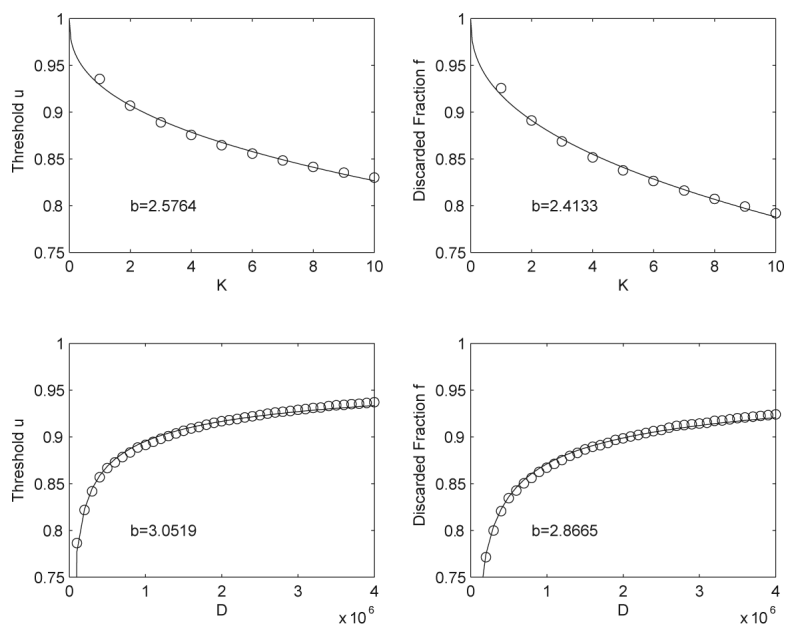 1
0.95
0.9
0.85
0.8
0.75
Threshold u
b=2.5764
0 2 4 6 8 10
K
1
0.95
0.9
0.85
0.8
0.75
Discarded Fraction f
b=2.4133
0 2 4 6 8 10
K
1
0.95
0.9
0.85
0.8
0.75
Threshold u
b=3.0519
0 1 2 3 4
D
x 10 6
1
0.95
0.9
0.85
0.8
0.75
Discarded Fraction f
b=2.8665
0 1 2 3 4
D
x 10 6